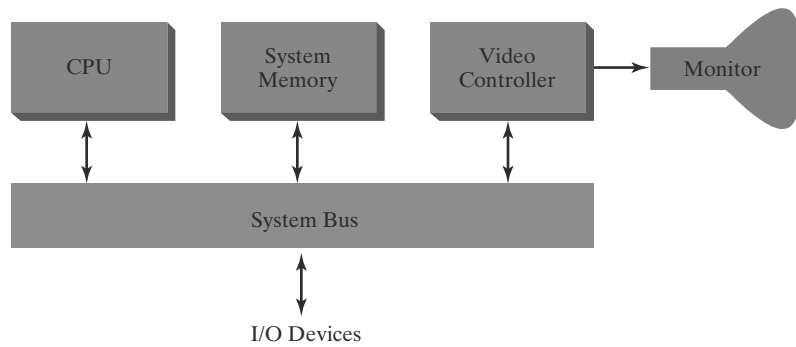 CPU
System
Memory
Video
Controller
Monitor
System Bus
I/O Devices